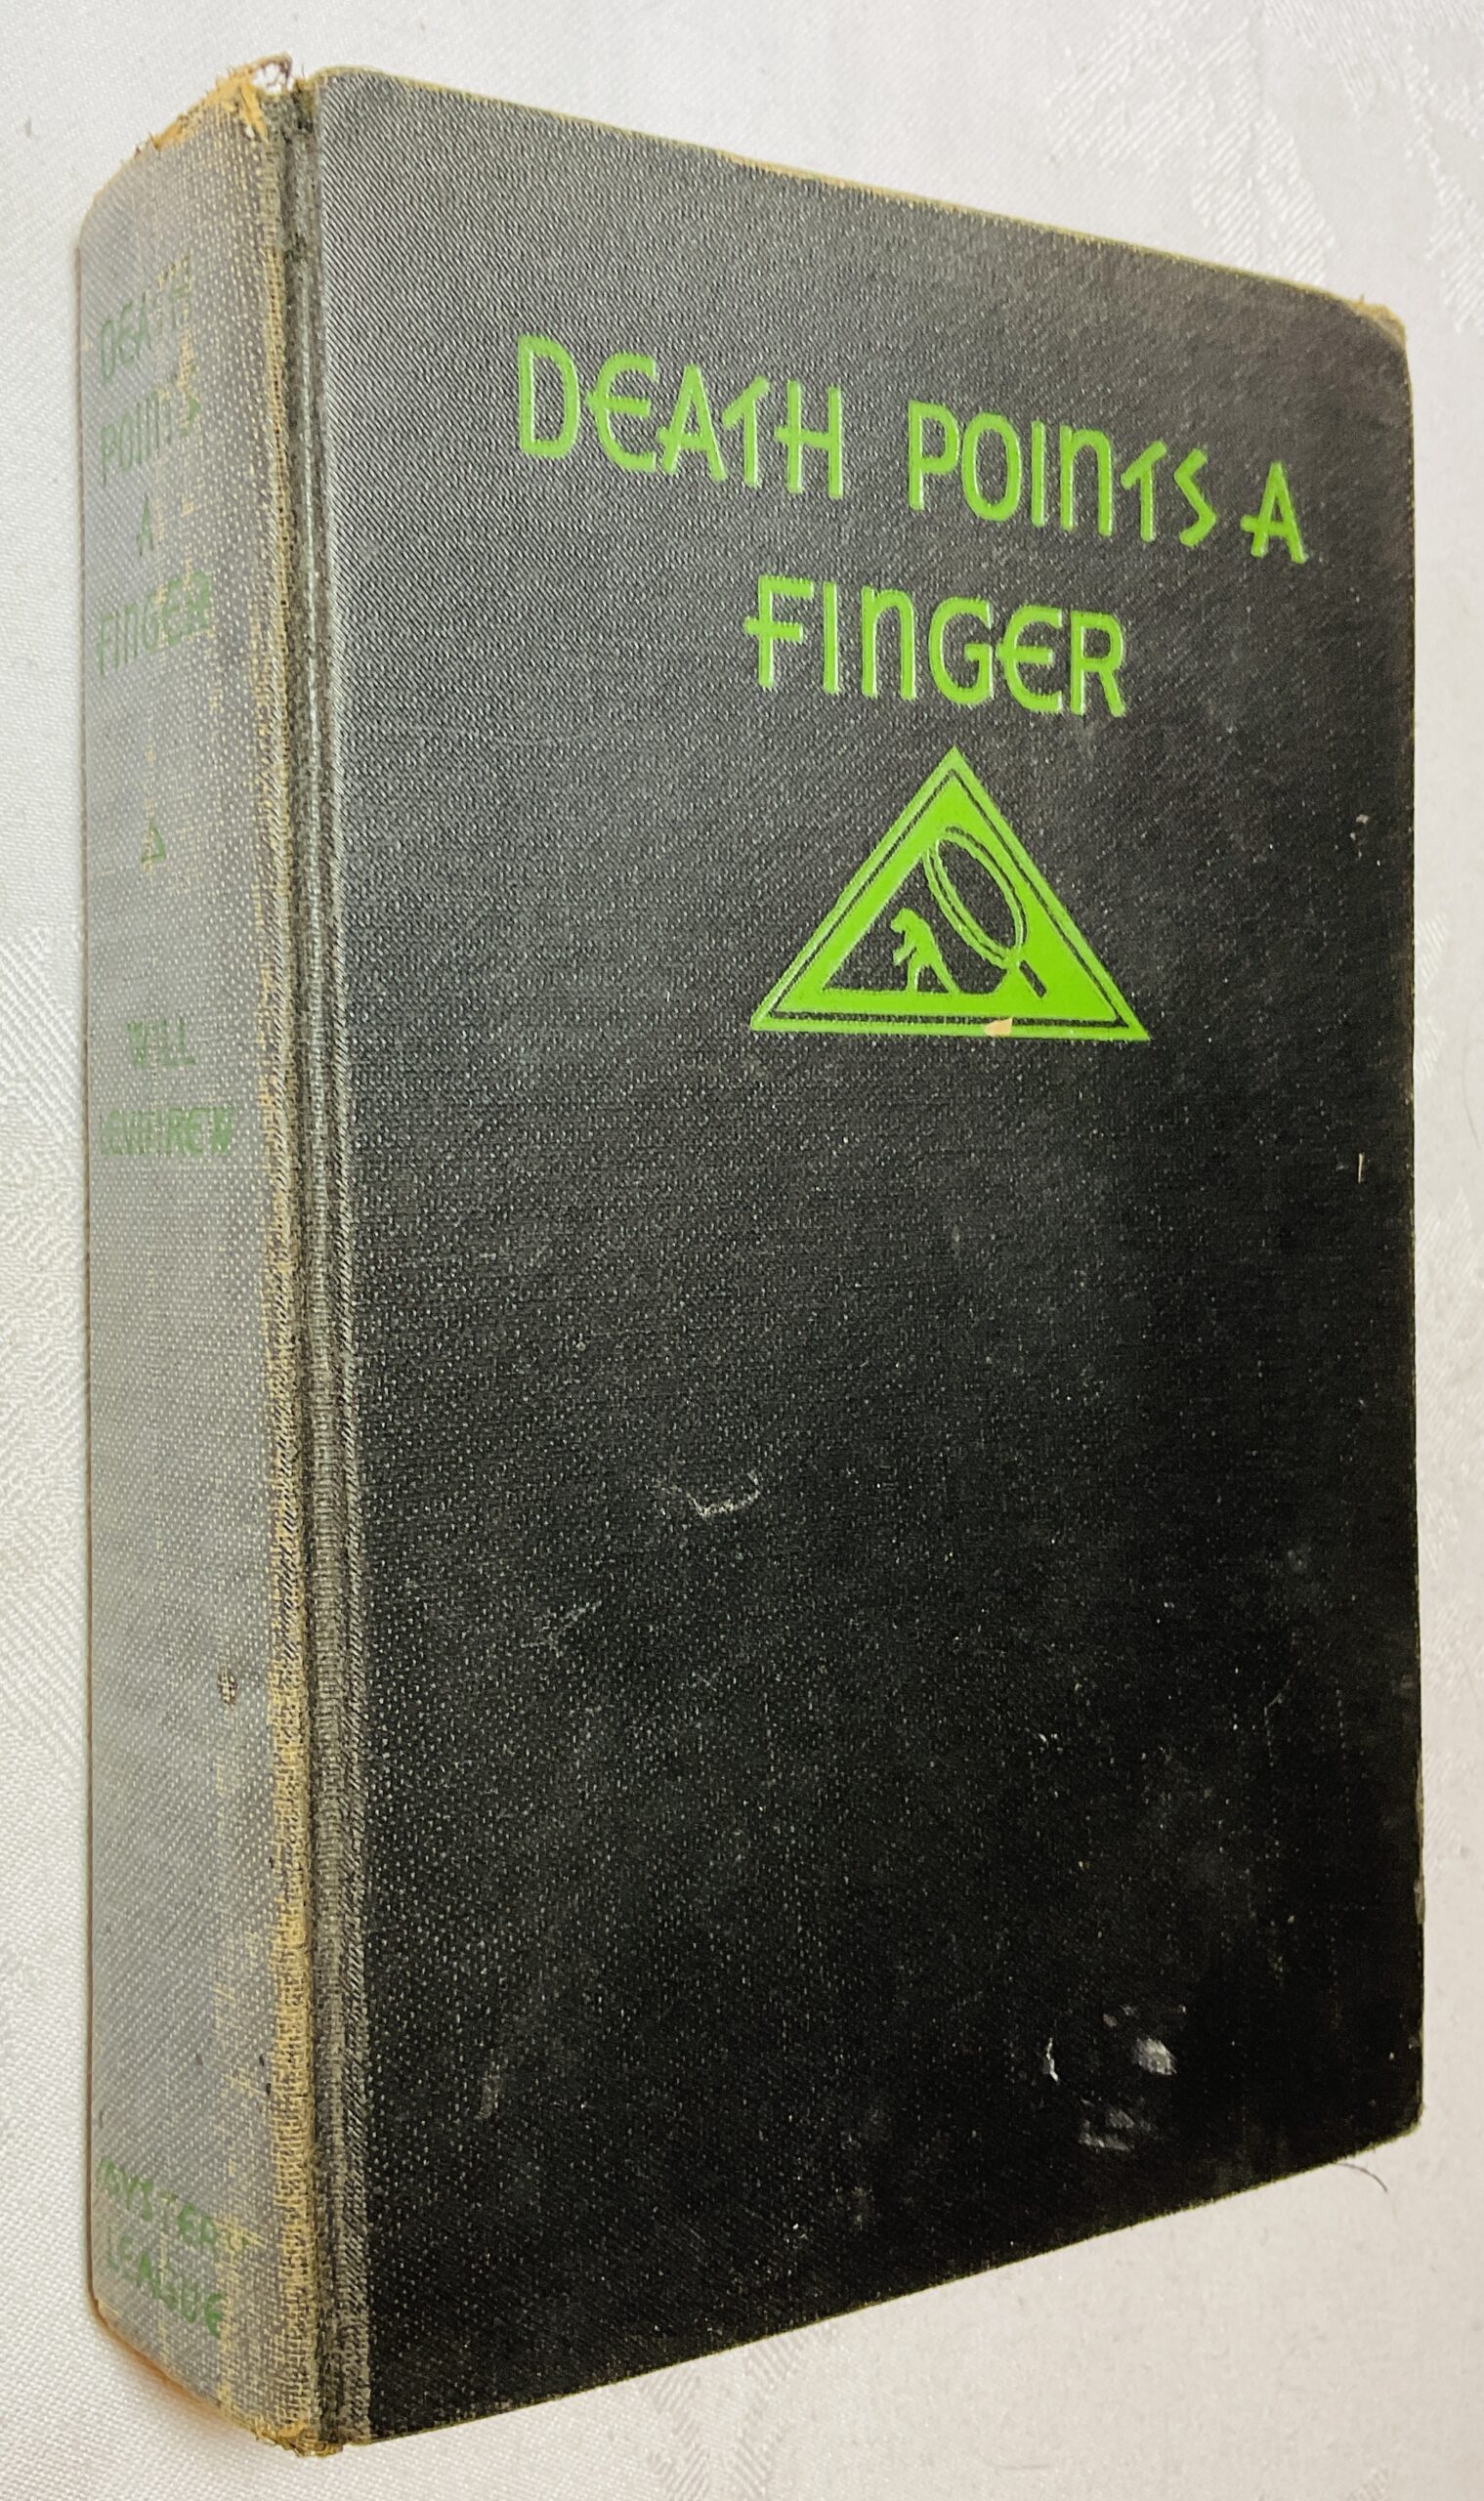 DEATH
POINTS
A
FINGER
WILL
LEVINREW
MYSTERY
LEAGUE
DEATH POINTS A
FINGER